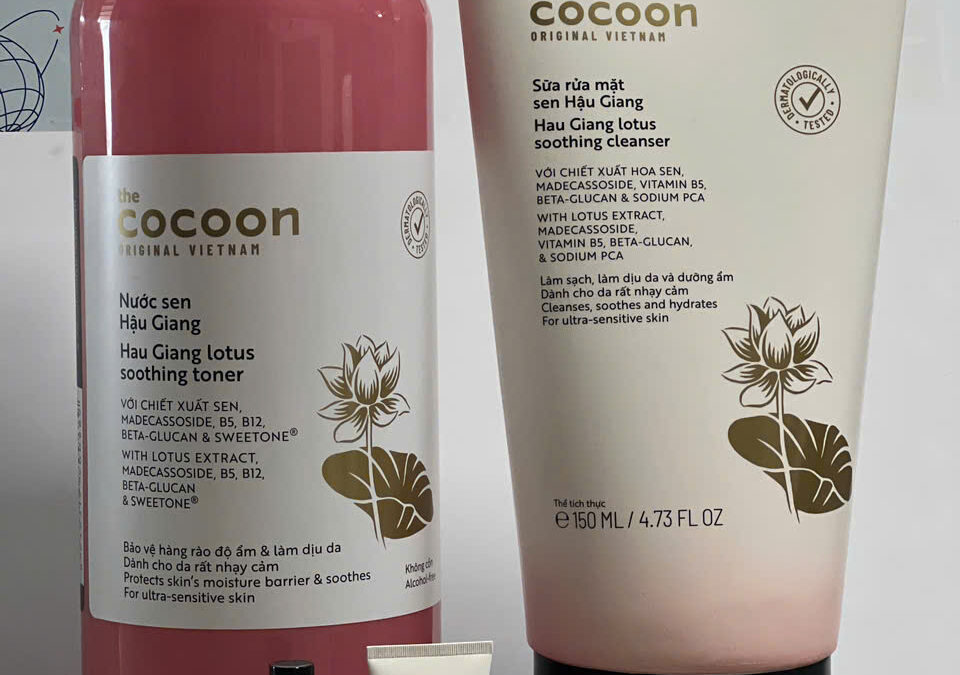 the
cocoon
ORIGINAL VIETNAM
DERMATOLOGICALLY
TESTED
Nước sen
Hậu Giang
Hau Giang lotus
soothing toner
VỚI CHIẾT XUẤT SEN,
MADECASSOSIDE, B5, B12,
BETA-GLUCAN & SWEETONE®
WITH LOTUS EXTRACT,
MADECASSOSIDE, B5, B12,
BETA-GLUCAN
& SWEETONE®
Bảo vệ hàng rào độ ẩm & làm dịu da
Dành cho da rất nhạy cảm
Protects skin's moisture barrier & soothes
For ultra-sensitive skin
Không cồn
Alcohol-free
cocoon
ORIGINAL VIETNAM
DERMATOLOGICALLY
TESTED
Sữa rửa mặt
sen Hậu Giang
Hau Giang lotus
soothing cleanser
VỚI CHIẾT XUẤT HOA SEN,
MADECASSOSIDE, VITAMIN B5,
BETA-GLUCAN & SODIUM PCA
WITH LOTUS EXTRACT,
MADECASSOSIDE,
VITAMIN B5, BETA-GLUCAN,
& SODIUM PCA
Làm sạch, làm dịu da và dưỡng ẩm
Dành cho da rất nhạy cảm
Cleanses, soothes and hydrates
For ultra-sensitive skin
Thể tích thực
℮ 150 ML / 4.73 FL OZ